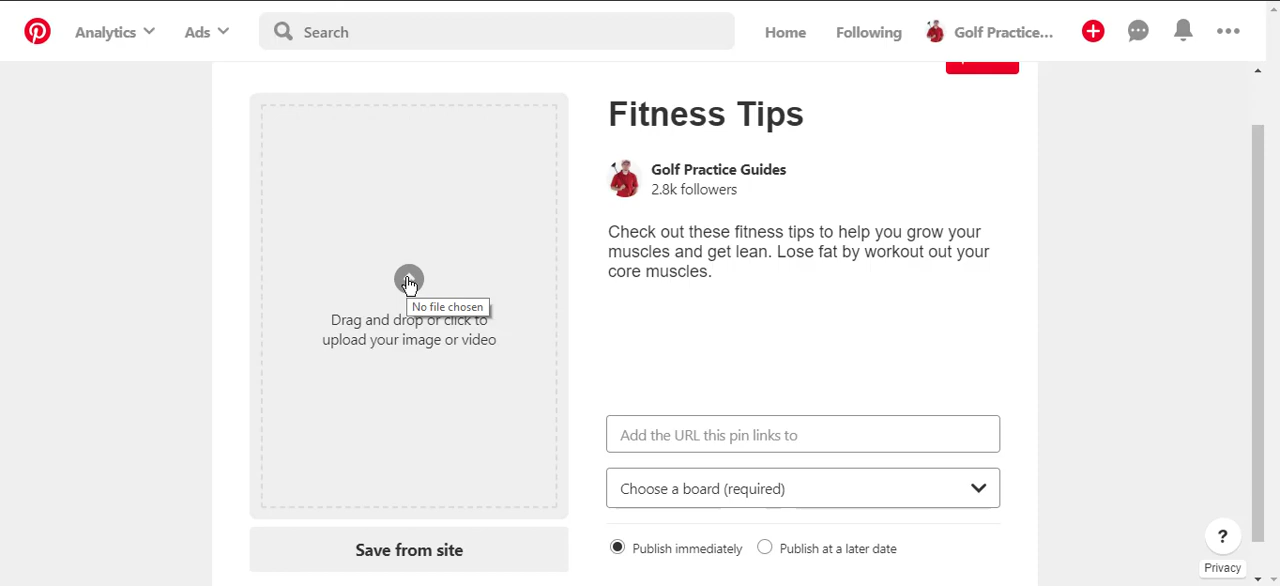 Analytics
Ads
Search
Home
Following
Golf Practice...
Fitness Tips
Golf Practice Guides
2.8k followers
Check out these fitness tips to help you grow your
muscles and get lean. Lose fat by workout out your
core muscles.
No file chosen
Drag and drop or click to
upload your image or video
Add the URL this pin links to
Choose a board (required)
Save from site
Publish immediately
Publish at a later date
?
Privacy